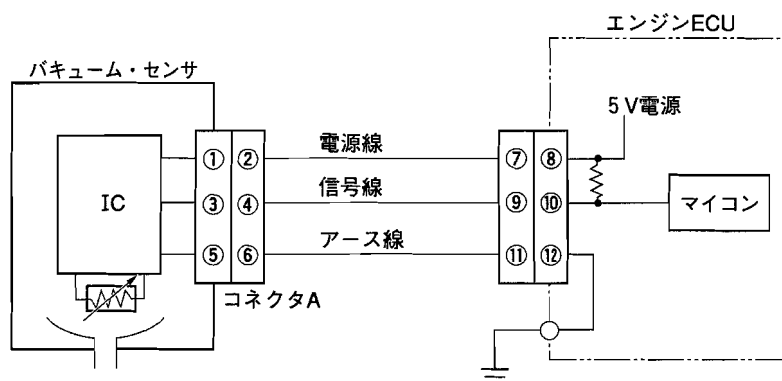 エンジンECU
バキューム・センサ
5V電源
電源線
① ② ⑦ ⑧
信号線
IC ③ ④ ⑨ ⑩ マイコン
アース線
⑤ ⑥ ⑪ ⑫
コネクタA